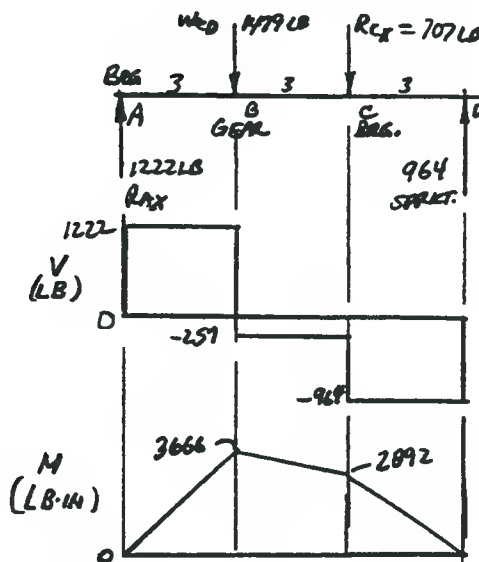 1479 LB
RCX = 707 LB
BRG.
3
3
3
A
B
GEAR
C
BRG.
1222 LB
RAX
964
SPRKT.
1222
V
(LB)
0
-257
-964
3666
2892
M
(LB·IN)
0